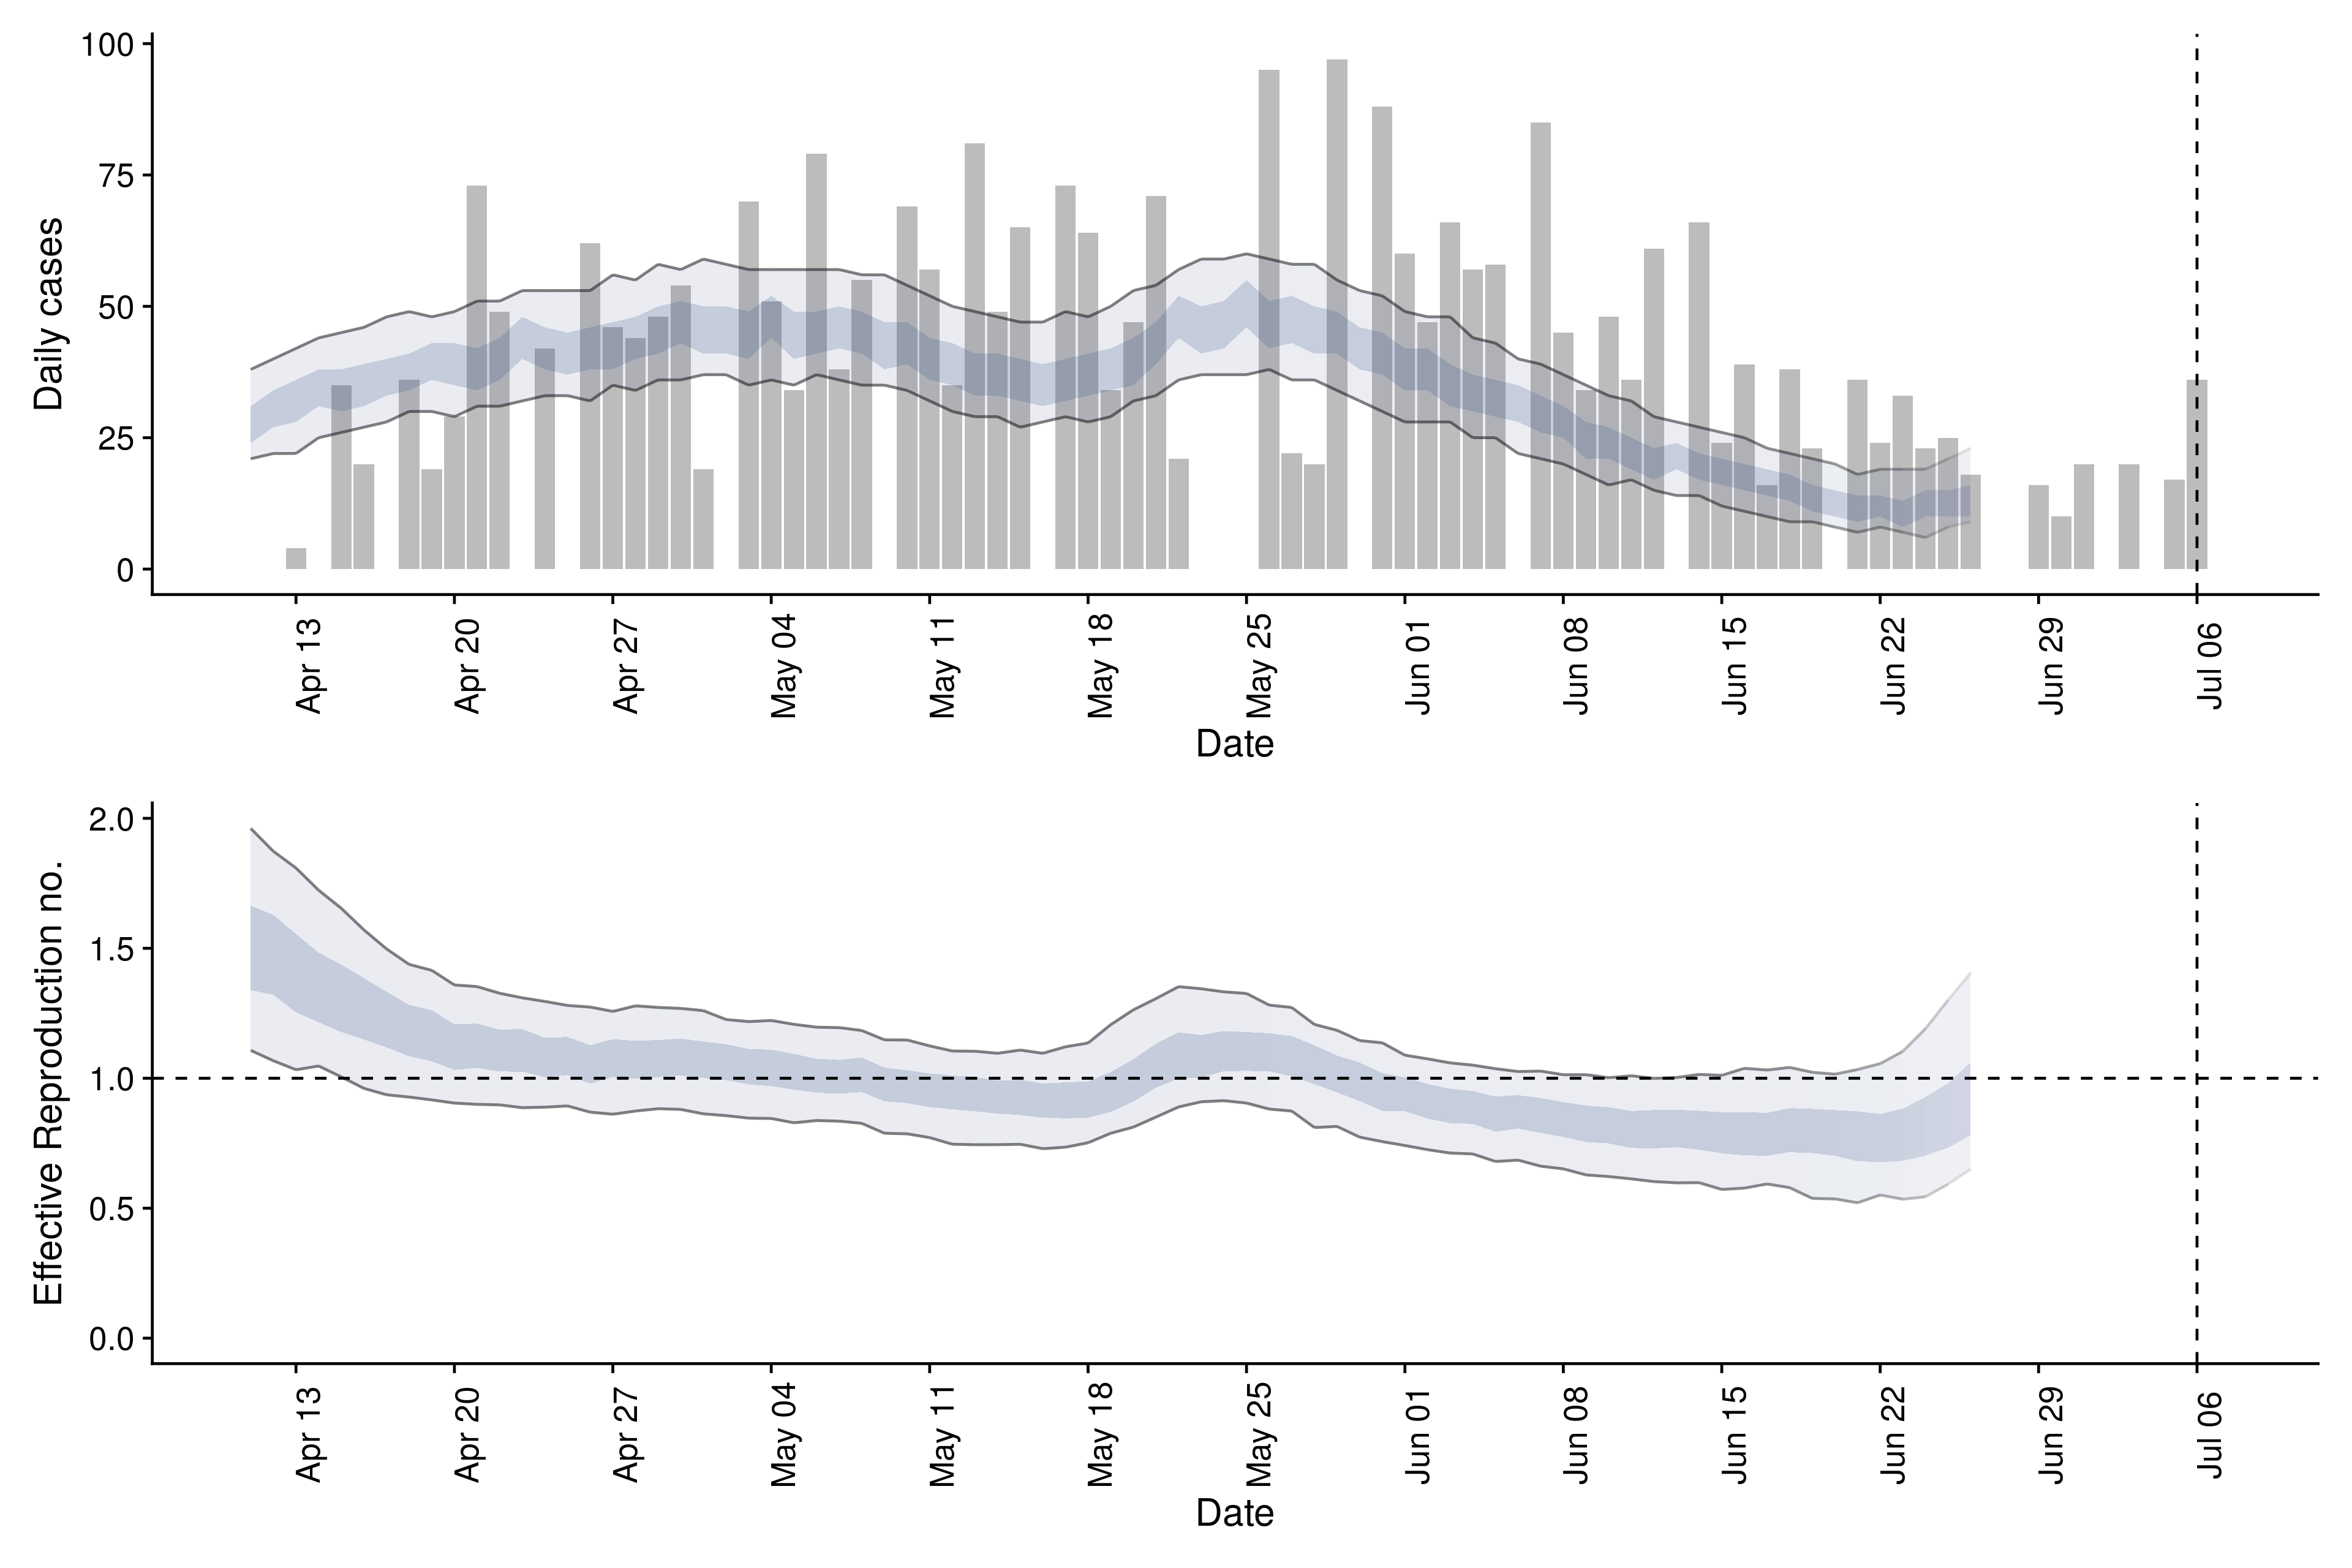 Daily cases
100
75
50
25
0
Apr 13
Apr 20
Apr 27
May 04
May 11
May 18
May 25
Jun 01
Jun 08
Jun 15
Jun 22
Jun 29
Jul 06
Date
Effective Reproduction no.
2.0
1.5
1.0
0.5
0.0
Apr 13
Apr 20
Apr 27
May 04
May 11
May 18
May 25
Jun 01
Jun 08
Jun 15
Jun 22
Jun 29
Jul 06
Date